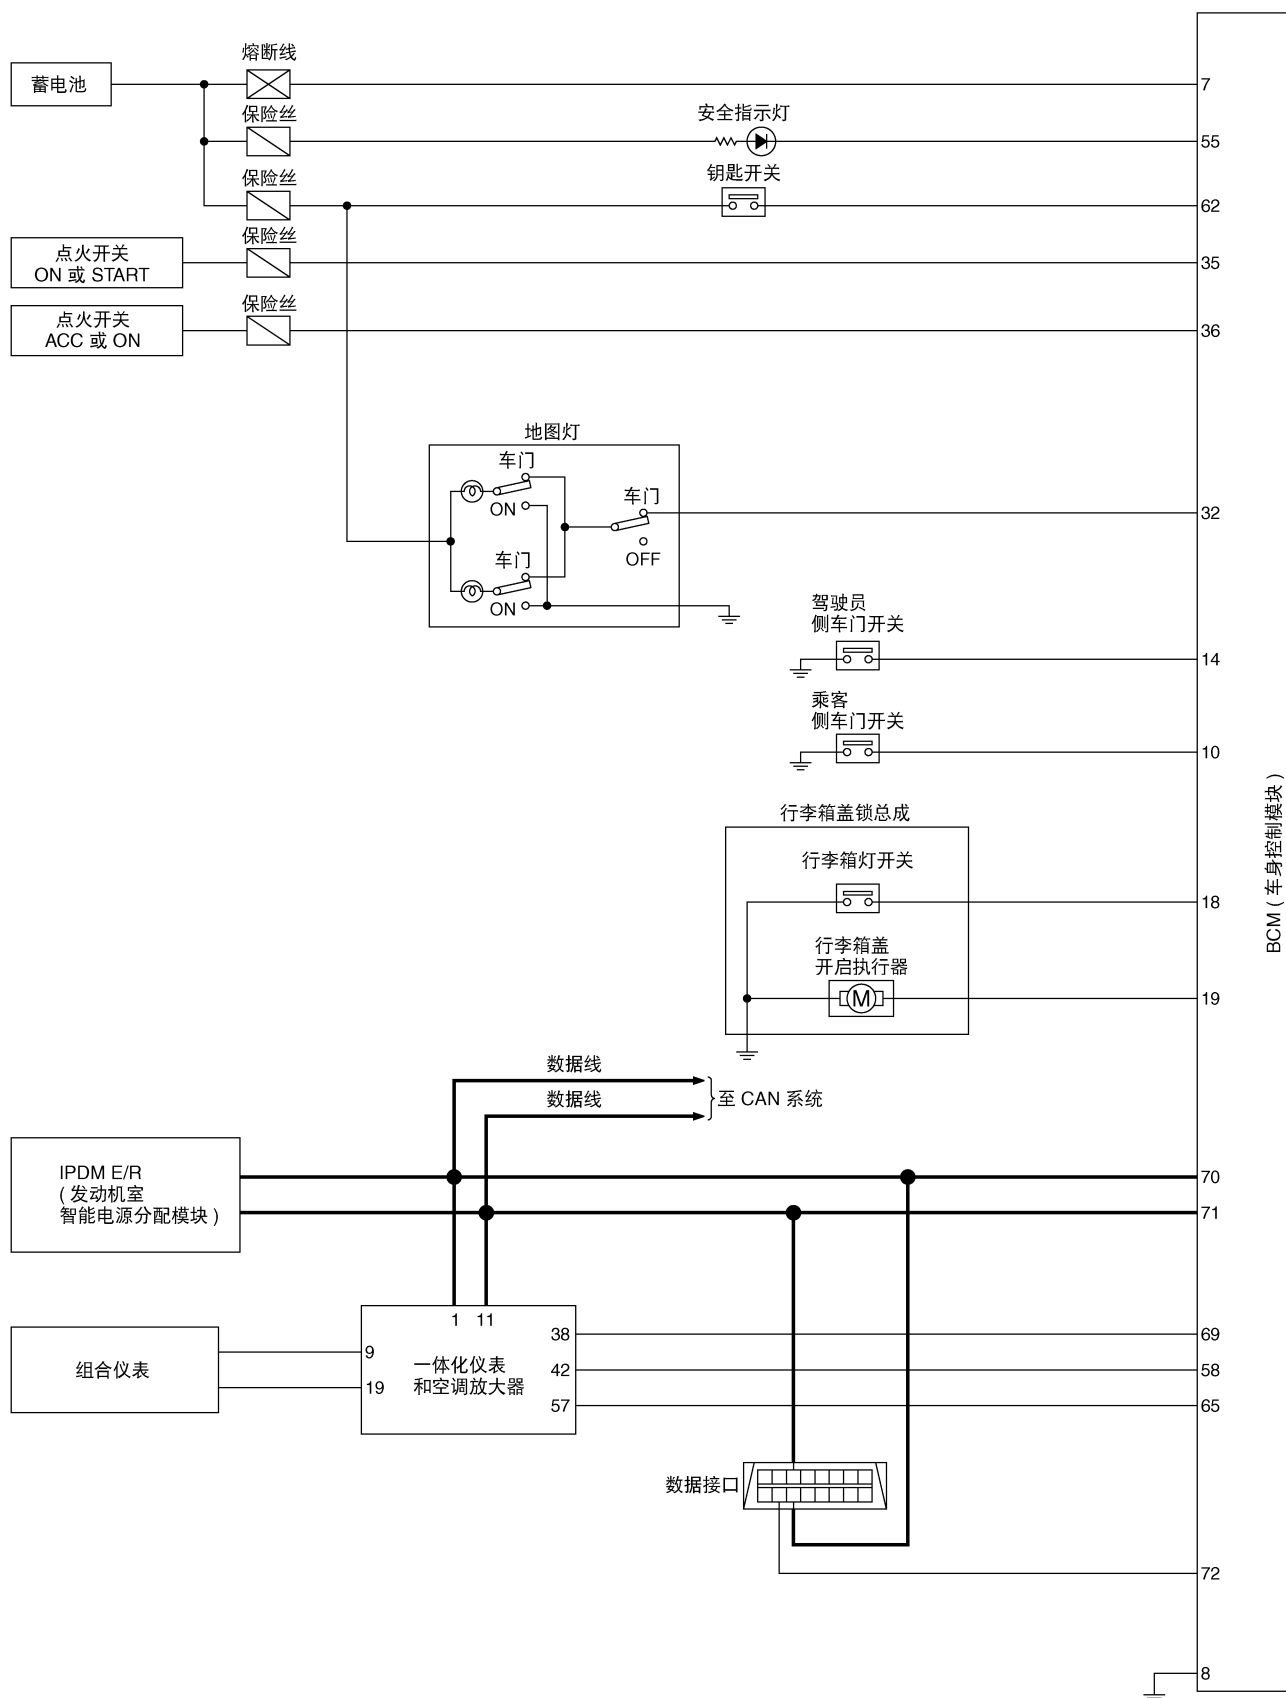 熔断线
蓄电池
7
保险丝
安全指示灯
55
保险丝
钥匙开关
62
保险丝
点火开关
ON 或 START
35
保险丝
点火开关
ACC 或 ON
36
地图灯
车门
ON
车门
32
OFF
车门
ON
驾驶员
侧车门开关
14
乘客
侧车门开关
10
BCM ( 车身控制模块 )
行李箱盖锁总成
行李箱灯开关
18
行李箱盖
开启执行器
M
19
数据线
数据线
至 CAN 系统
IPDM E/R
( 发动机室
智能电源分配模块 )
70
71
1 11
38
69
9
组合仪表
一体化仪表
和空调放大器
42
58
19
57
65
数据接口
72
8